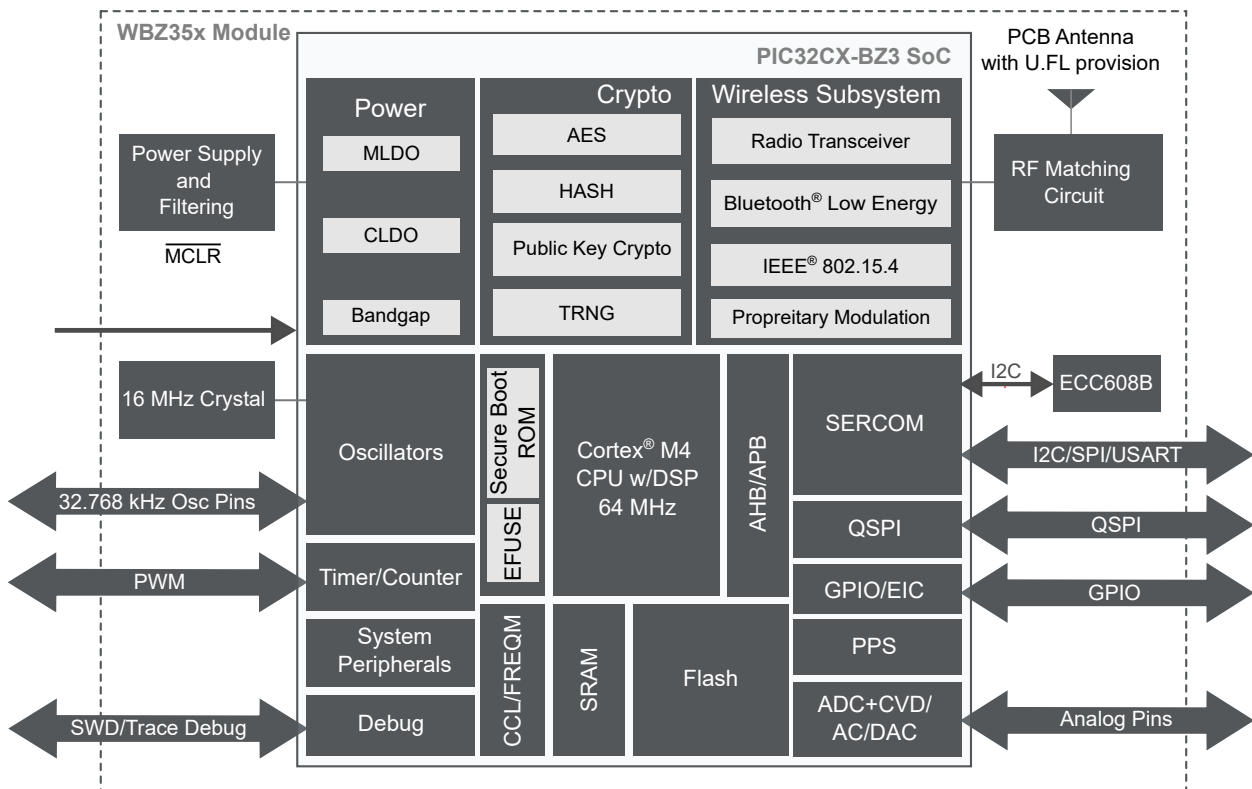 WBZ35x Module
PIC32CX-BZ3 SoC
PCB Antenna
with U.FL provision
Power Supply
and
Filtering
MCLR
Power
MLDO
CLDO
Bandgap
Crypto
AES
HASH
Public Key Crypto
TRNG
Wireless Subsystem
Radio Transceiver
Bluetooth® Low Energy
IEEE® 802.15.4
Propreitary Modulation
RF Matching
Circuit
16 MHz Crystal
Oscillators
Secure Boot
ROM
EFUSE
Cortex® M4
CPU w/DSP
64 MHz
AHB/APB
SERCOM
I2C
ECC608B
I2C/SPI/USART
32.768 kHz Osc Pins
QSPI
QSPI
PWM
Timer/Counter
GPIO/EIC
GPIO
System
Peripherals
CCL/FREQM
SRAM
Flash
PPS
SWD/Trace Debug
Debug
ADC+CVD/
AC/DAC
Analog Pins